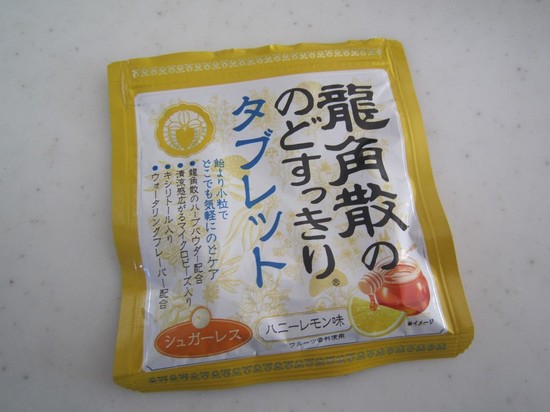 龍角散の
のどすっきり®
タブレット
飴より小粒で
どこでも気軽にのどケア
●龍角散のハーブパウダー配合
●清涼感広がるマイクロビーズ入り
●キシリトール入り
●ウォータリングフレーバー配合
シュガーレス
ハニーレモン味
フルーツ香料使用
※イメージ